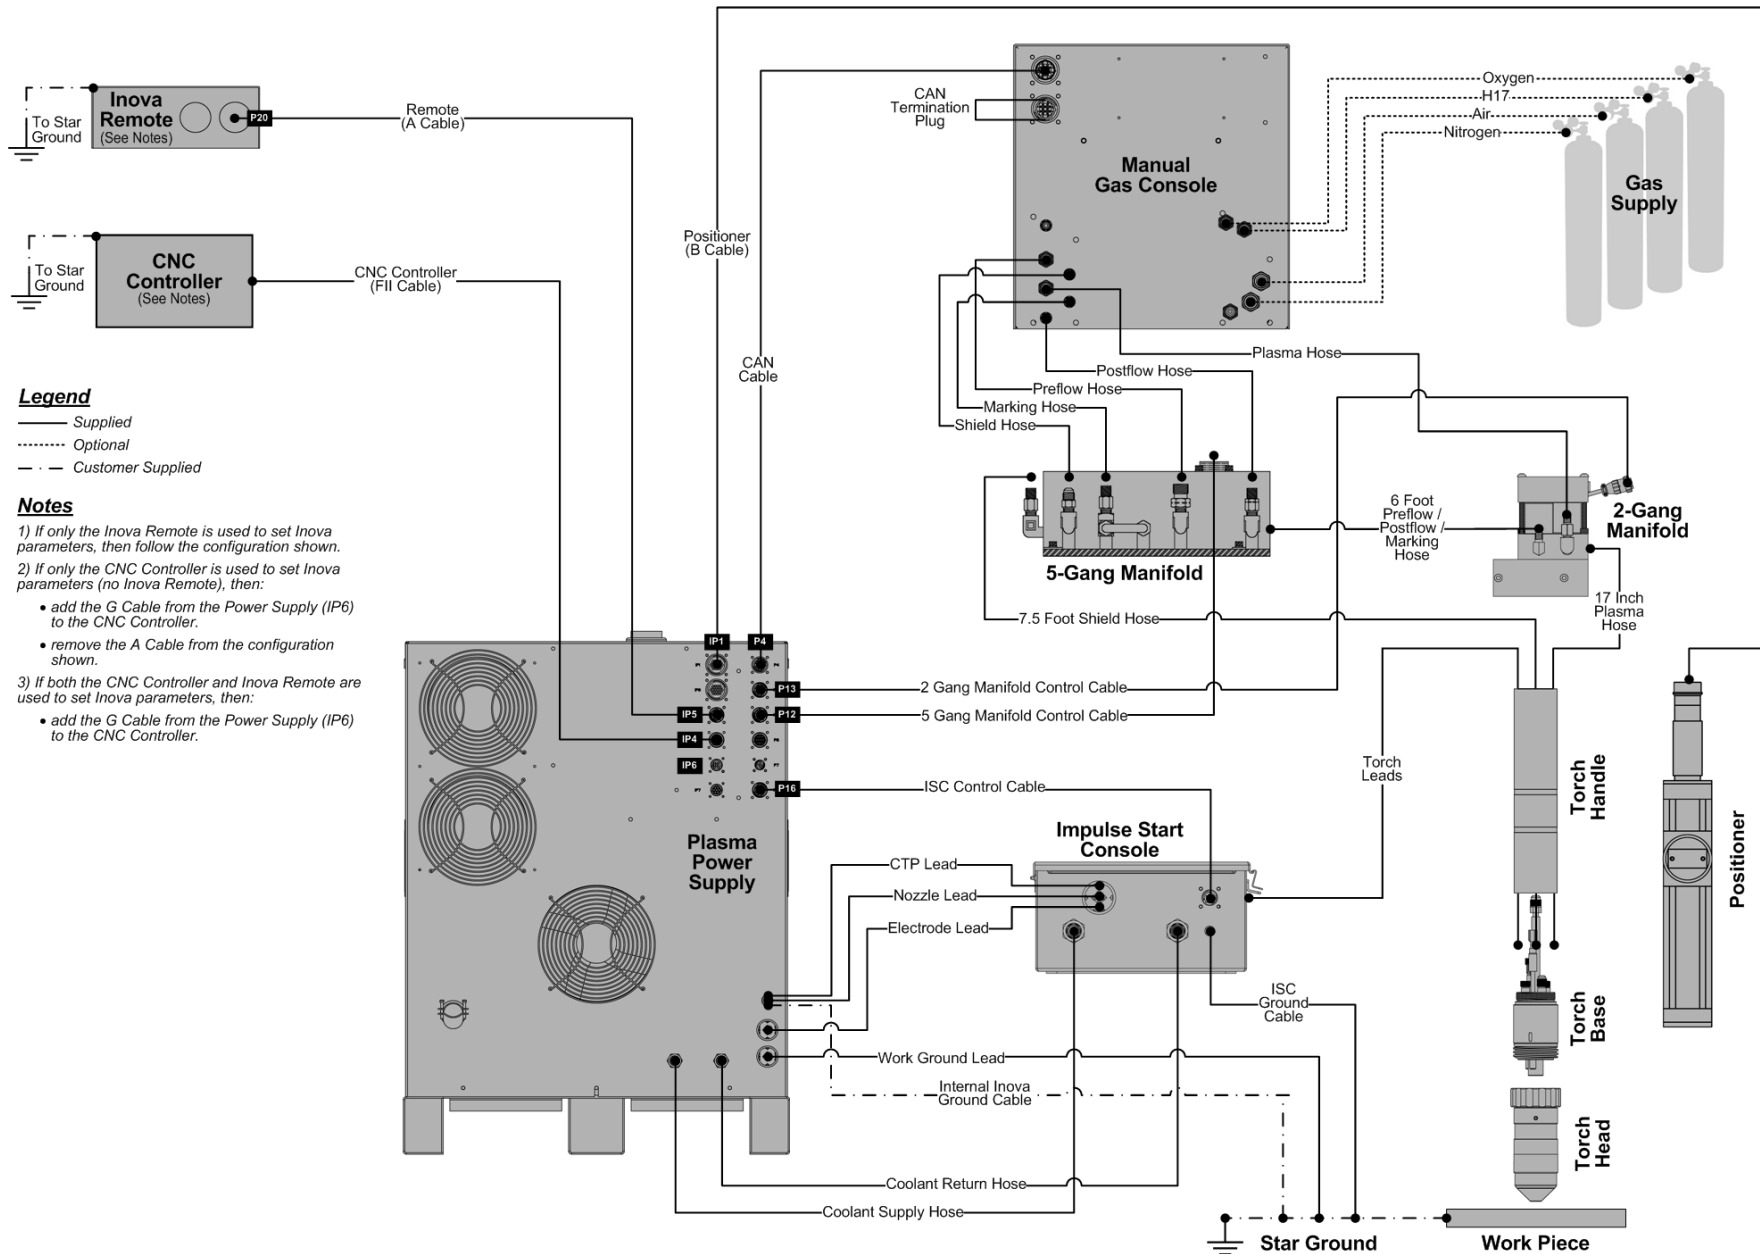 Inova
Remote
(See Notes)
P20
To Star
Ground
Remote
(A Cable)
CNC
Controller
(See Notes)
To Star
Ground
CNC Controller
(FII Cable)
Positioner
(B Cable)
CAN
Cable
CAN
Termination
Plug
Manual
Gas Console
Oxygen
H17
Air
Nitrogen
Gas
Supply
Legend
Supplied
Optional
Customer Supplied
Notes
1) If only the Inova Remote is used to set Inova
parameters, then follow the configuration shown.
2) If only the CNC Controller is used to set Inova
parameters (no Inova Remote), then:
• add the G Cable from the Power Supply (IP6)
to the CNC Controller.
• remove the A Cable from the configuration
shown.
3) If both the CNC Controller and Inova Remote are
used to set Inova parameters, then:
• add the G Cable from the Power Supply (IP6)
to the CNC Controller.
Plasma Hose
Postflow Hose
Preflow Hose
Marking Hose
Shield Hose
5-Gang Manifold
6 Foot
Preflow /
Postflow /
Marking
Hose
2-Gang
Manifold
17 Inch
Plasma
Hose
7.5 Foot Shield Hose
IP1
P4
P13
2 Gang Manifold Control Cable
IP5
P12
5 Gang Manifold Control Cable
IP4
IP6
P16
ISC Control Cable
Plasma
Power
Supply
Impulse Start
Console
CTP Lead
Nozzle Lead
Electrode Lead
Torch
Leads
Torch
Handle
Positioner
ISC
Ground
Cable
Torch
Base
Work Ground Lead
Internal Inova
Ground Cable
Torch
Head
Coolant Return Hose
Coolant Supply Hose
Star Ground
Work Piece